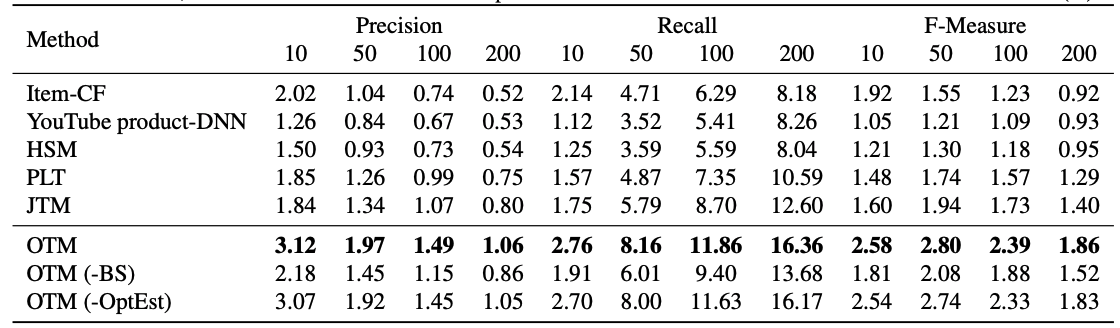 Method Precision Recall F-Measure
10 50 100 200 10 50 100 200 10 50 100 200
Item-CF 2.02 1.04 0.74 0.52 2.14 4.71 6.29 8.18 1.92 1.55 1.23 0.92
YouTube product-DNN 1.26 0.84 0.67 0.53 1.12 3.52 5.41 8.26 1.05 1.21 1.09 0.93
HSM 1.50 0.93 0.73 0.54 1.25 3.59 5.59 8.04 1.21 1.30 1.18 0.95
PLT 1.85 1.26 0.99 0.75 1.57 4.87 7.35 10.59 1.48 1.74 1.57 1.29
JTM 1.84 1.34 1.07 0.80 1.75 5.79 8.70 12.60 1.60 1.94 1.73 1.40
OTM 3.12 1.97 1.49 1.06 2.76 8.16 11.86 16.36 2.58 2.80 2.39 1.86
OTM (-BS) 2.18 1.45 1.15 0.86 1.91 6.01 9.40 13.68 1.81 2.08 1.88 1.52
OTM (-OptEst) 3.07 1.92 1.45 1.05 2.70 8.00 11.63 16.17 2.54 2.74 2.33 1.83